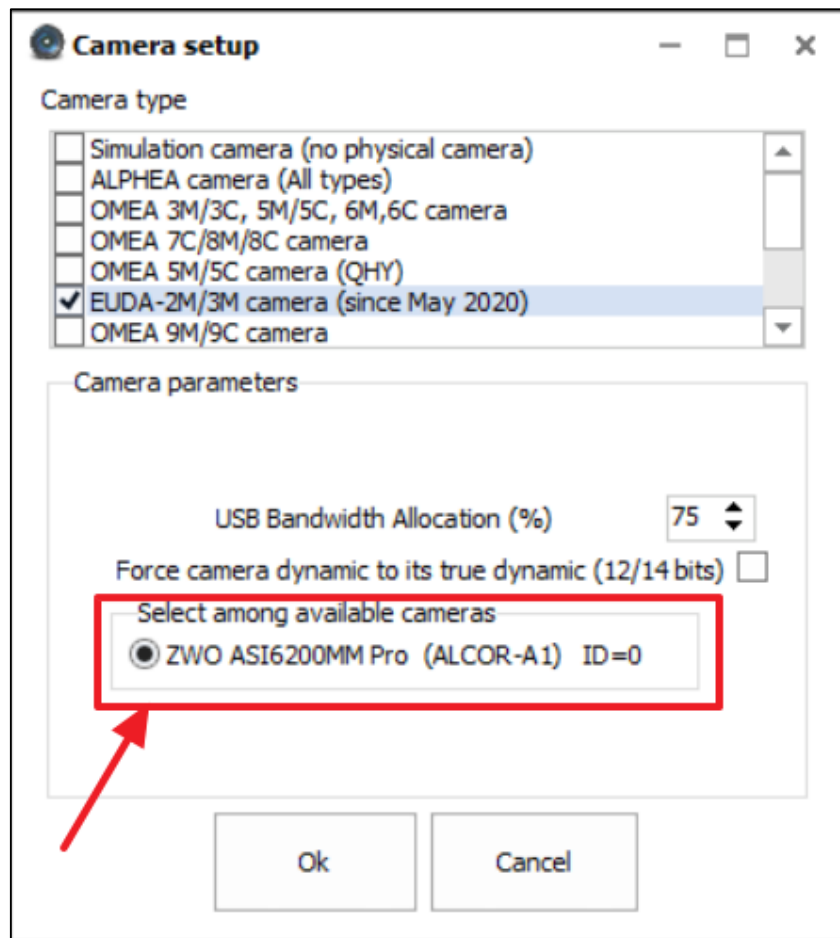 Camera setup
Camera type
Simulation camera (no physical camera)
ALPHEA camera (All types)
OMEA 3M/3C, 5M/5C, 6M,6C camera
OMEA 7C/8M/8C camera
OMEA 5M/5C camera (QHY)
EUDA-2M/3M camera (since May 2020)
OMEA 9M/9C camera
Camera parameters
USB Bandwidth Allocation (%) 75
Force camera dynamic to its true dynamic (12/14 bits)
Select among available cameras
ZWO ASI6200MM Pro (ALCOR-A1) ID=0
Ok Cancel